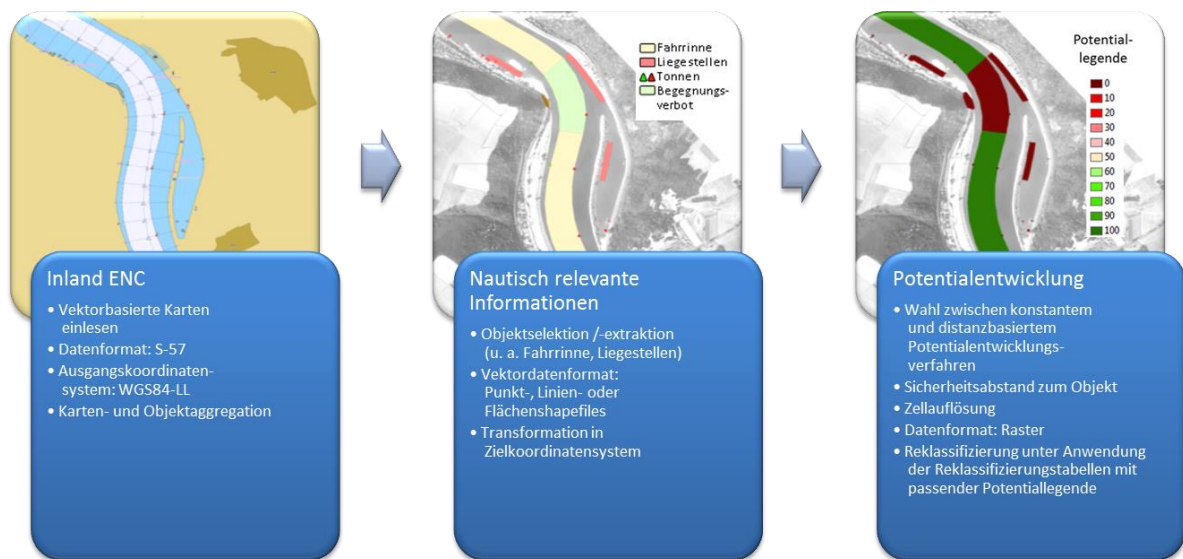 Fahrrinne
Liegestellen
Tonnen
Begegnungs-
verbot
Potential-
legende
0
10
20
30
40
50
60
70
80
90
100
Inland ENC
• Vektorbasierte Karten
einlesen
• Datenformat: S-57
• Ausgangskoordinaten-
system: WGS84-LL
• Karten- und Objektaggregation
Nautisch relevante
Informationen
• Objektselektion /-extraktion
(u. a. Fahrrinne, Liegestellen)
• Vektordatenformat:
Punkt-, Linien- oder
Flächenshapefiles
• Transformation in
Zielkoordinatensystem
Potentialentwicklung
• Wahl zwischen konstantem
und distanzbasiertem
Potentialentwicklungs-
verfahren
• Sicherheitsabstand zum Objekt
• Zellauflösung
• Datenformat: Raster
• Reklassifizierung unter Anwendung
der Reklassifizierungstabellen mit
passender Potentiallegende